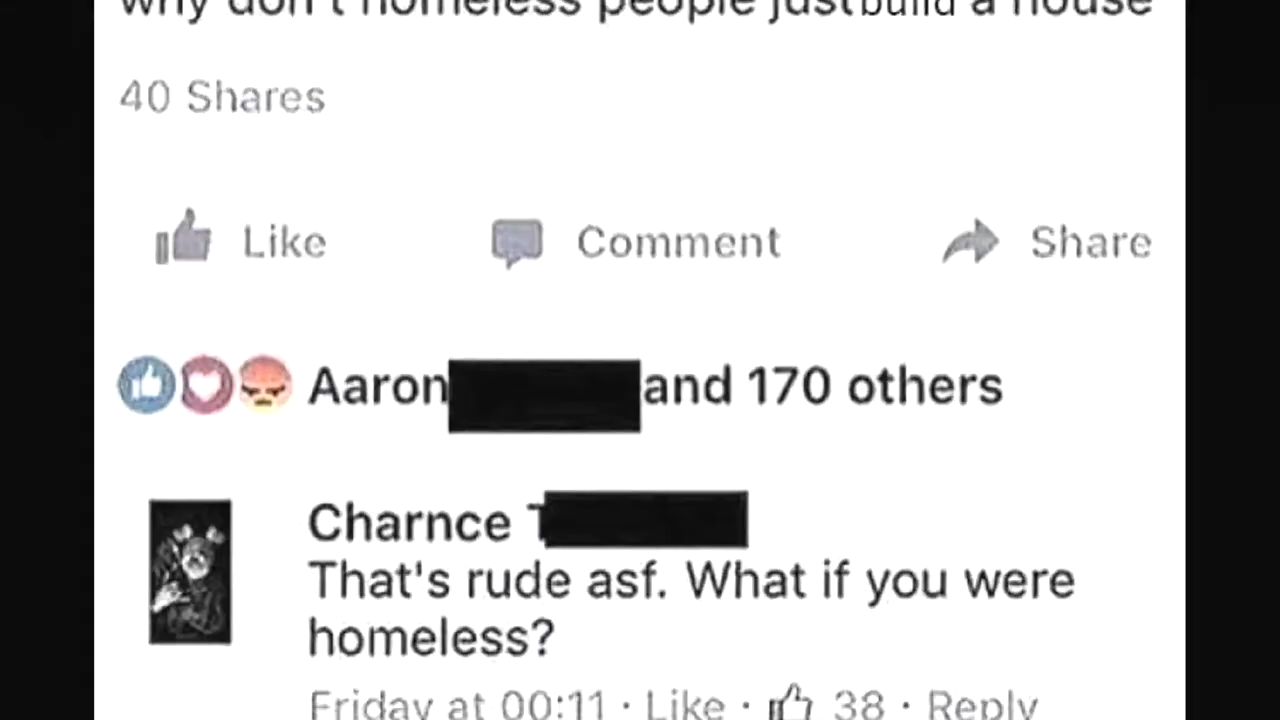 why don't homeless people just build a house
40 Shares
Like Comment Share
Aaron and 170 others
Charnce T
That's rude asf. What if you were
homeless?
Friday at 00:11 · Like · 38 · Reply